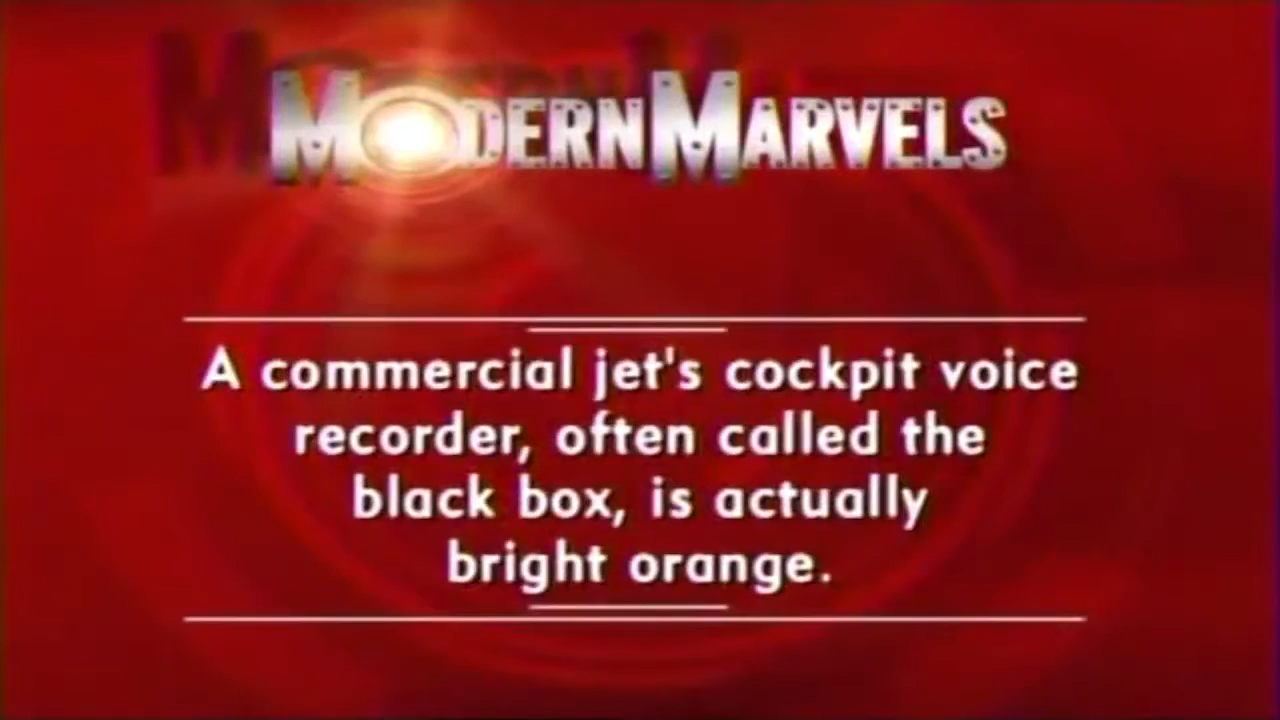 MODERN MARVELS
A commercial jet's cockpit voice
recorder, often called the
black box, is actually
bright orange.